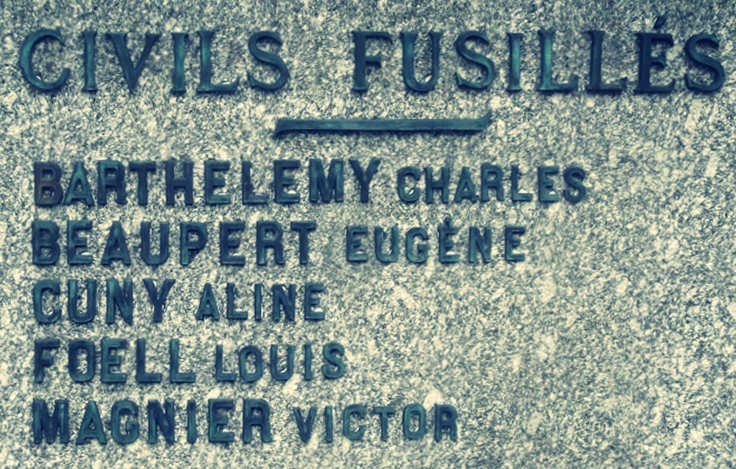 CIVILS FUSILLÉS
BARTHELEMY CHARLES
BEAUPERT EUGÈNE
CUNY ALINE
FOELL LOUIS
MAGNIER VICTOR